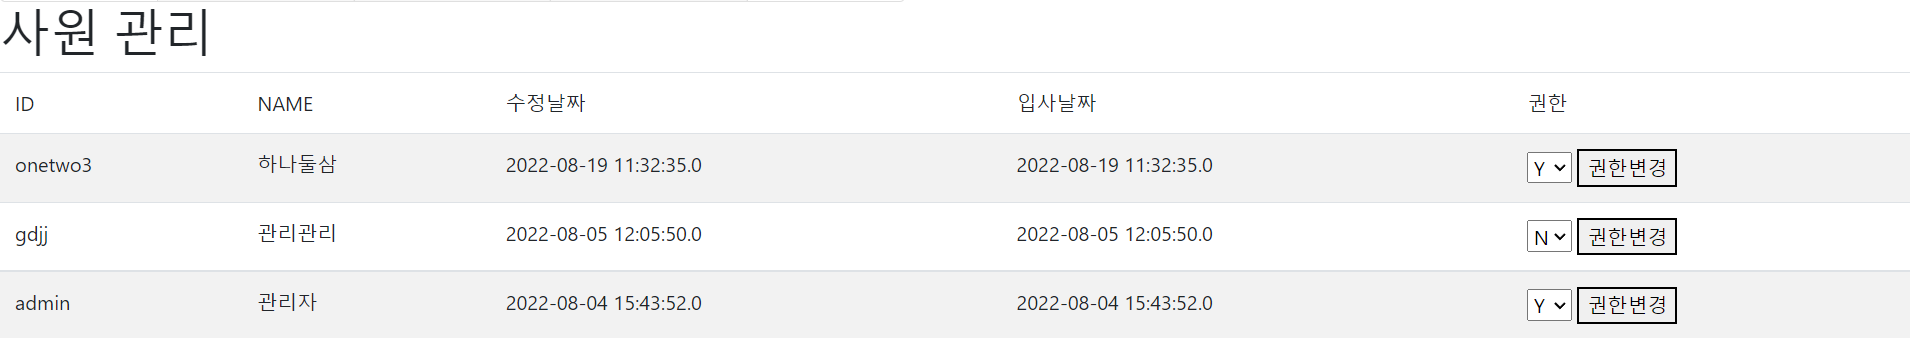 사원 관리
ID NAME 수정날짜 입사날짜 권한
onetwo3 하나둘삼 2022-08-19 11:32:35.0 2022-08-19 11:32:35.0 Y 권한변경
gdjj 관리관리 2022-08-05 12:05:50.0 2022-08-05 12:05:50.0 N 권한변경
admin 관리자 2022-08-04 15:43:52.0 2022-08-04 15:43:52.0 Y 권한변경